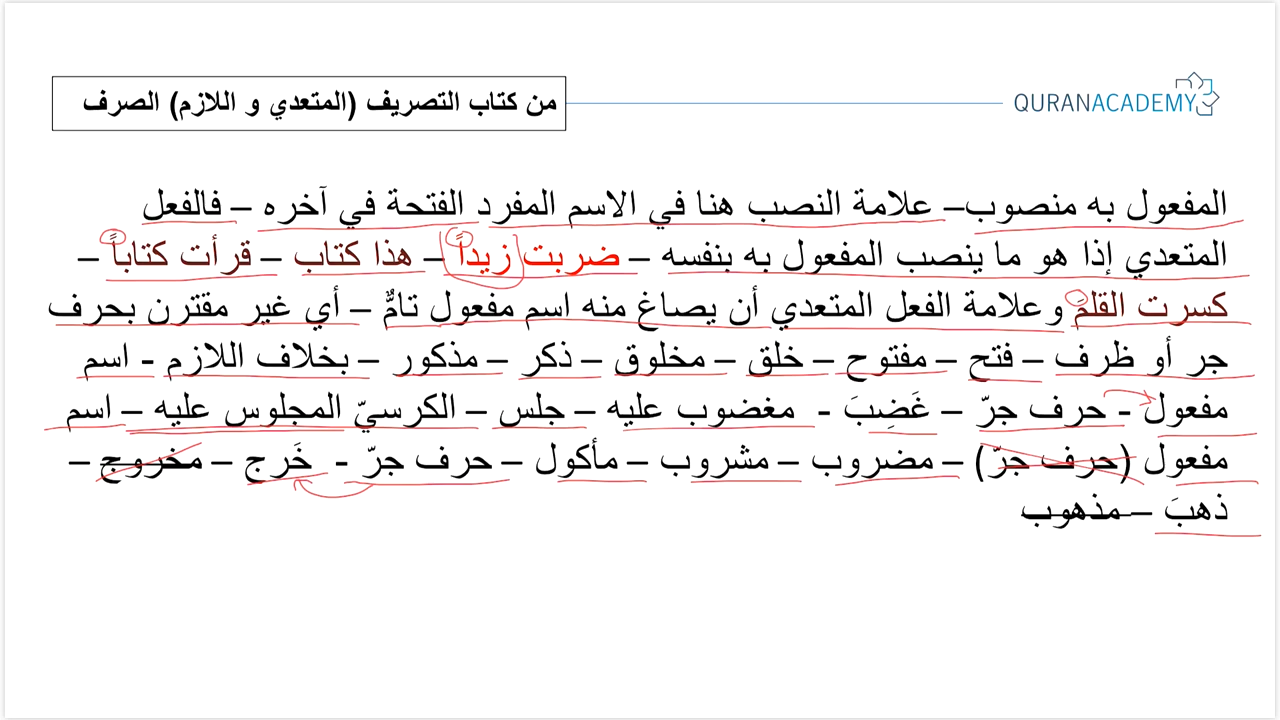 من كتاب التصريف (المتعدي و اللازم) الصرف
QURANACADEMY
المفعول به منصوب– علامة النصب هنا في الاسم المفرد الفتحة في آخره – فالفعل
المتعدي إذا هو ما ينصب المفعول به بنفسه – ضربت زيداً – هذا كتاب – قرأت كتاباً –
كسرت القلمَ وعلامة الفعل المتعدي أن يصاغ منه اسم مفعول تامٌّ – أي غير مقترن بحرف
جر أو ظرف – فتح – مفتوح – خلق – مخلوق – ذكر – مذكور – بخلاف اللازم - اسم
مفعول - حرف جرّ – غَضِبَ - مغضوب عليه – جلس – الكرسيّ المجلوس عليه – اسم
مفعول (حرف جرّ) – مضروب – مشروب – مأكول – حرف جرّ - خَرج – مخروج –
ذهبَ – مذهوب